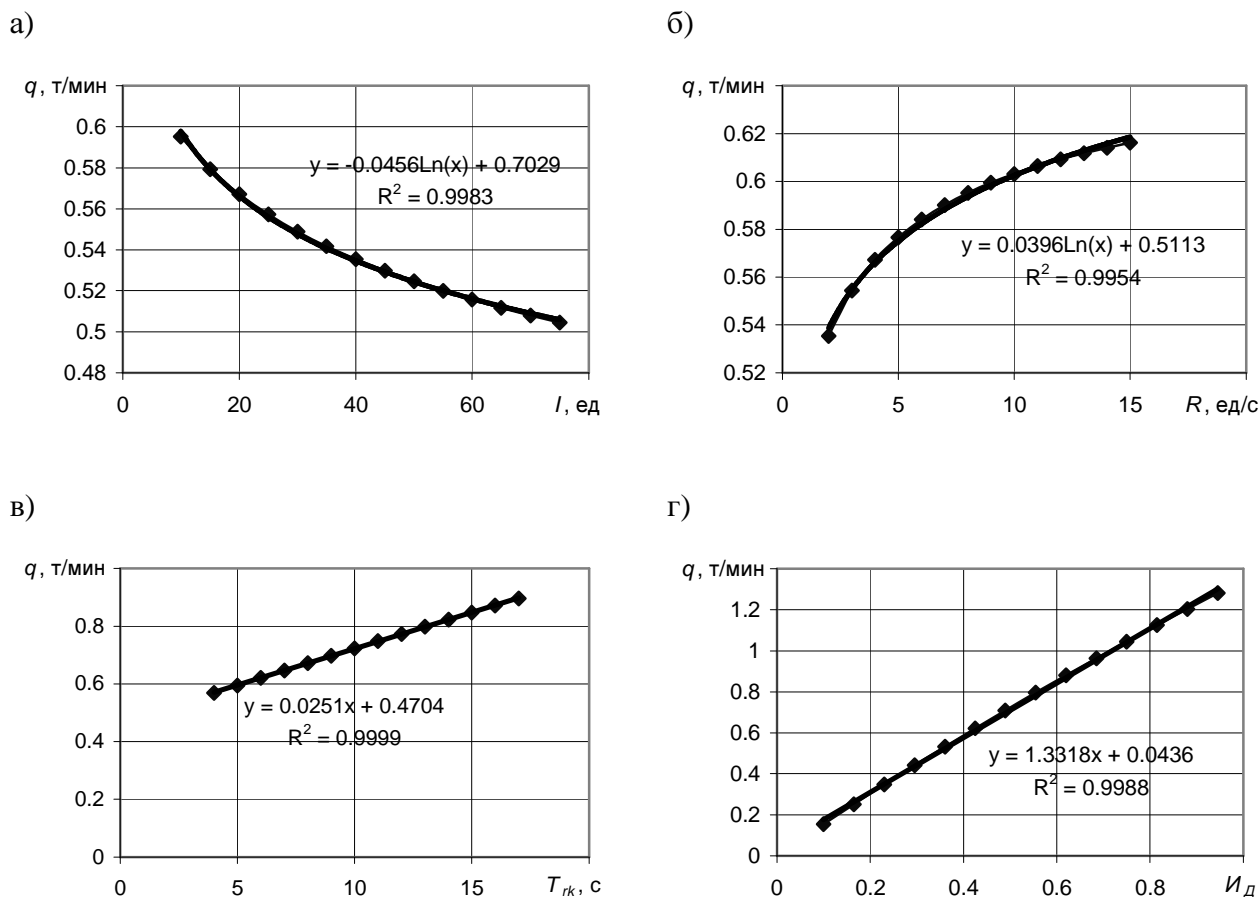 а)
q, т/мин
0.6
0.58
0.56
0.54
0.52
0.5
0.48
0
20
40
60
I, ед
y = -0.0456Ln(x) + 0.7029
R² = 0.9983
б)
q, т/мин
0.62
0.6
0.58
0.56
0.54
0.52
0
5
10
15
R, ед/с
y = 0.0396Ln(x) + 0.5113
R² = 0.9954
в)
q, т/мин
0.8
0.6
0.4
0.2
0
0
5
10
15
T_rk, с
y = 0.0251x + 0.4704
R² = 0.9999
г)
q, т/мин
1.2
1
0.8
0.6
0.4
0.2
0
0
0.2
0.4
0.6
0.8
И_Д
y = 1.3318x + 0.0436
R² = 0.9988